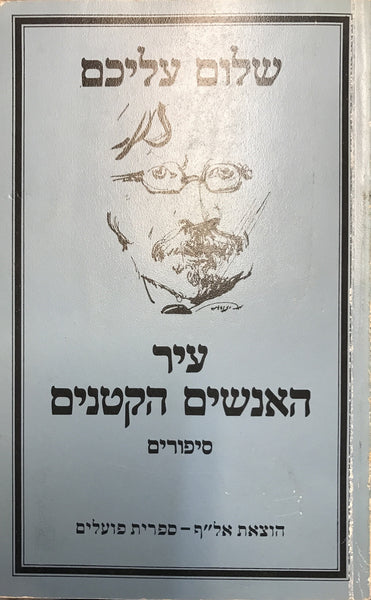 שלום עליכם
עיר
האנשים הקטנים
סיפורים
הוצאת אל״ף – ספרית פועלים